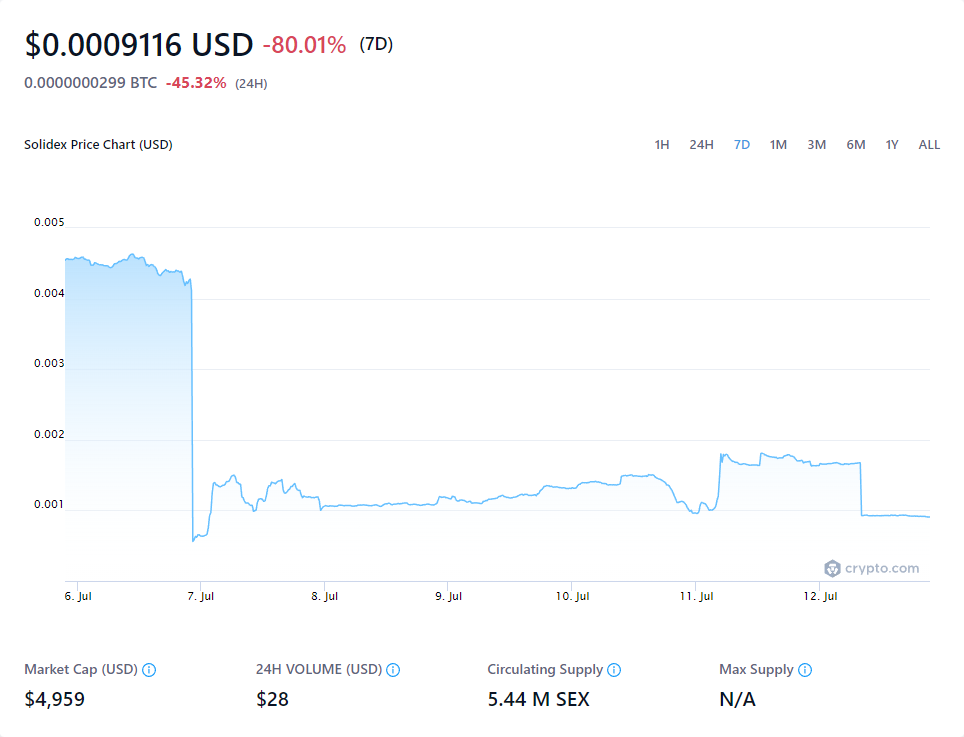 $0.0009116 USD -80.01% (7D)
0.0000000299 BTC -45.32% (24H)
Solidex Price Chart (USD) 1H 24H 7D 1M 3M 6M 1Y ALL
0.005
0.004
0.003
0.002
0.001
crypto.com
6. Jul 7. Jul 8. Jul 9. Jul 10. Jul 11. Jul 12. Jul
Market Cap (USD) 24H VOLUME (USD) Circulating Supply Max Supply
$4,959 $28 5.44 M SEX N/A